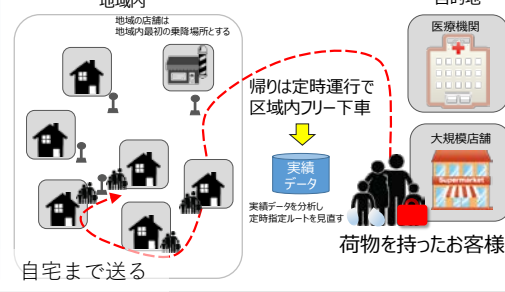 地域内
地域の店舗は
地域内最初の乗降場所とする
目的地
医療機関
帰りは定時運行で
区域内フリー下車
大規模店舗
実績
データ
Supermarket
実績データを分析し
定時指定ルートを見直す
荷物を持ったお客様
自宅まで送る